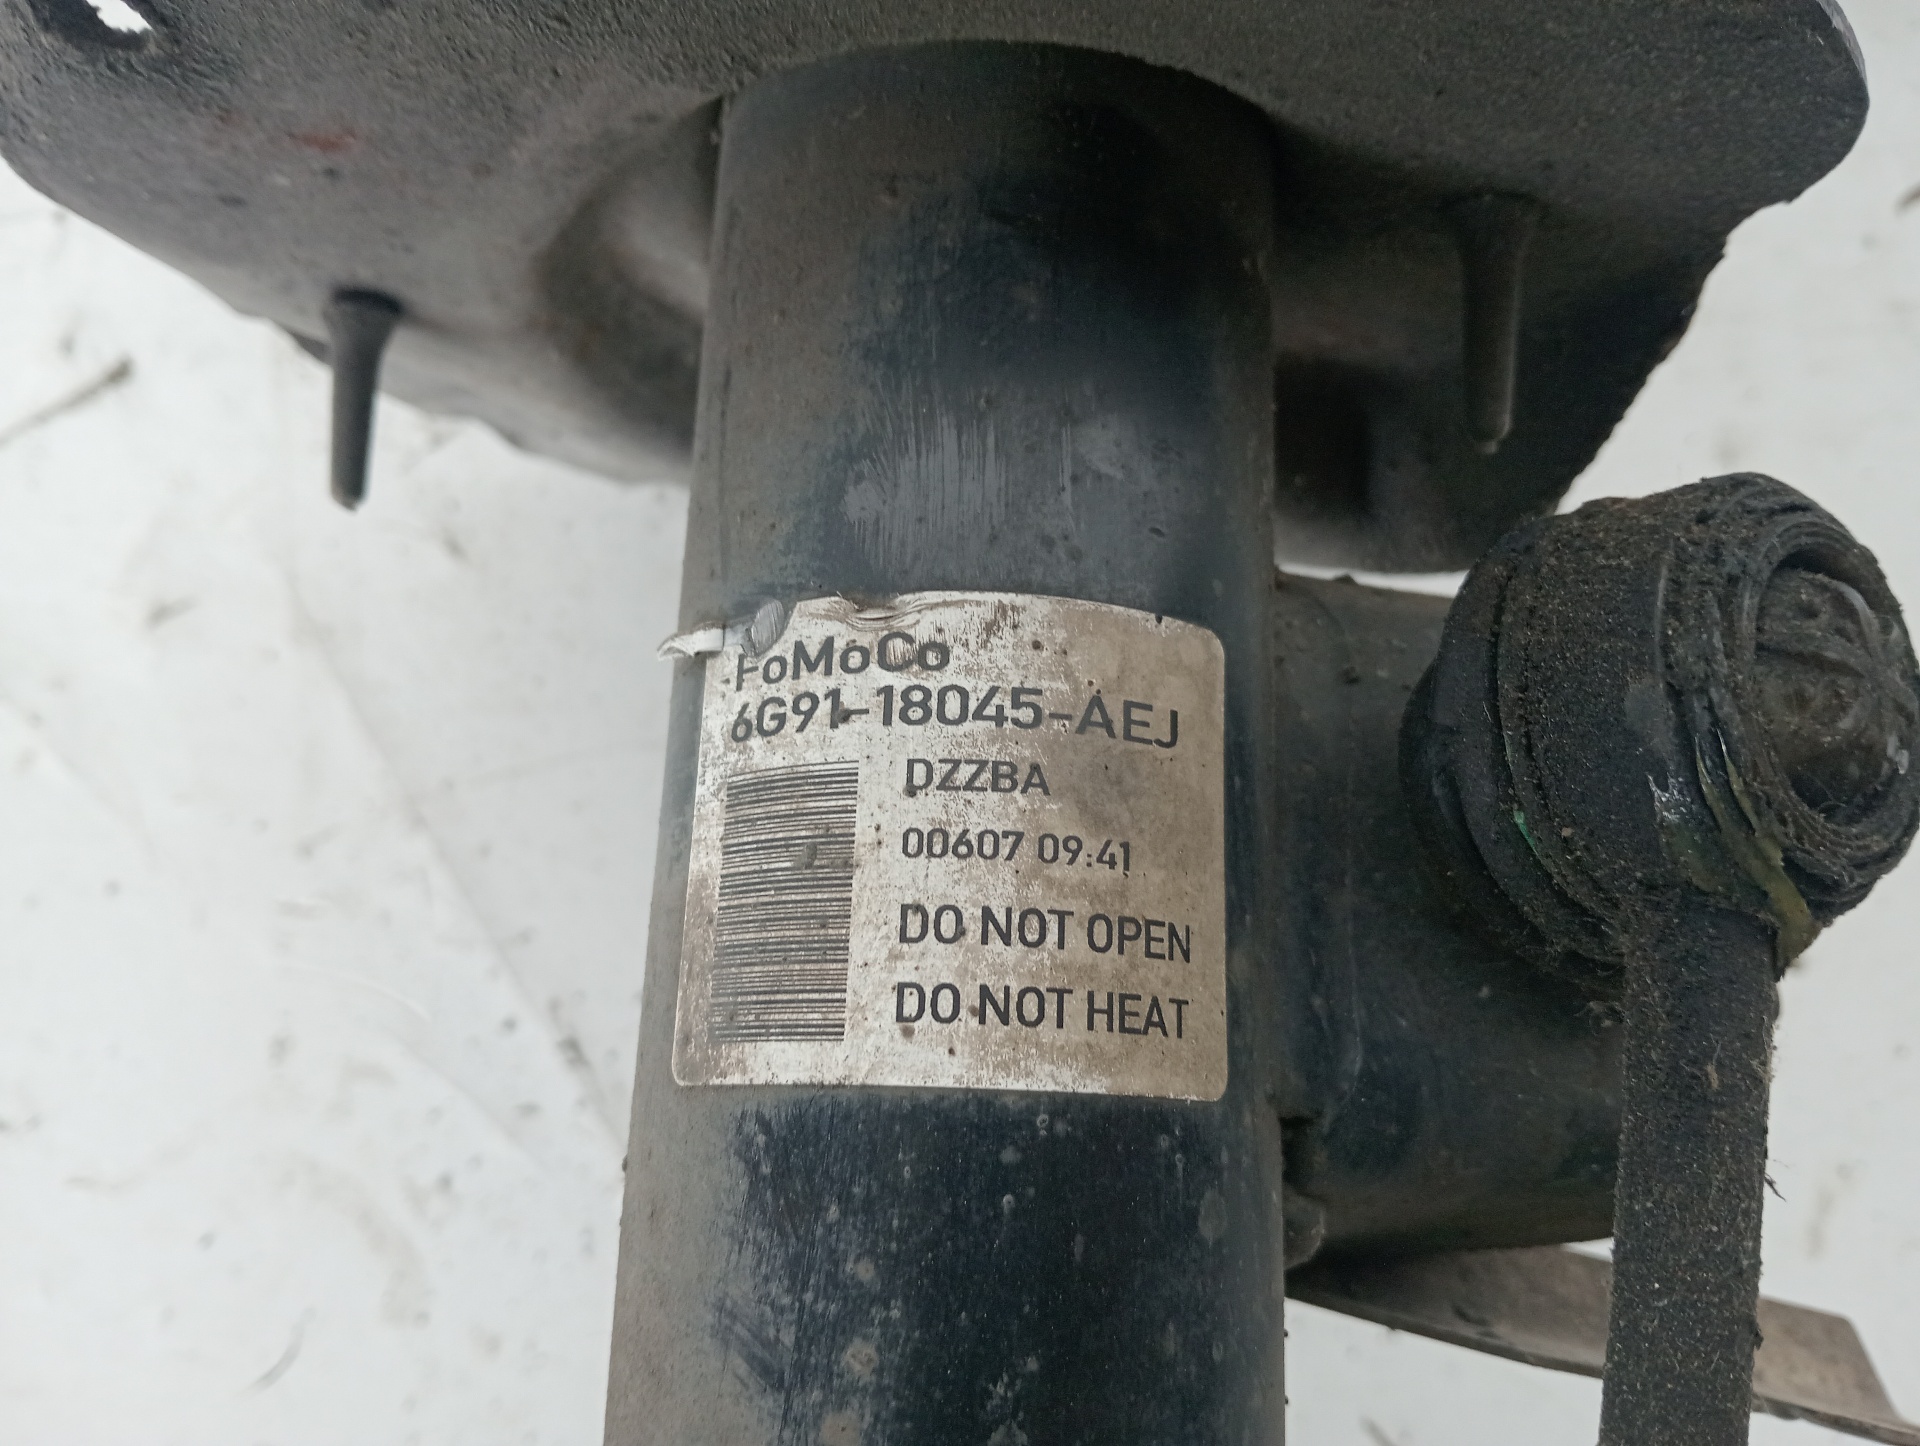 FoMoCo
6G91-18045-AEJ
DZZBA
00607 09:41
DO NOT OPEN
DO NOT HEAT